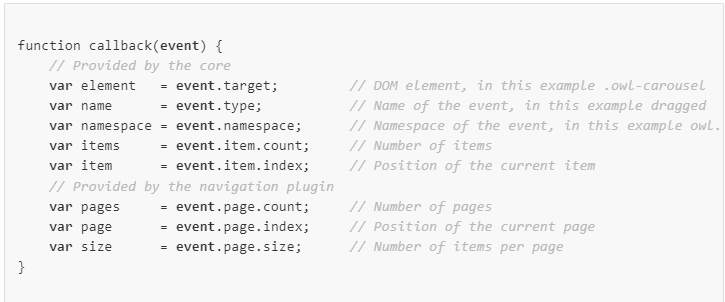 function callback(event) {
    // Provided by the core
    var element   = event.target;         // DOM element, in this example .owl-carousel
    var name      = event.type;           // Name of the event, in this example dragged
    var namespace = event.namespace;      // Namespace of the event, in this example owl.
    var items     = event.item.count;     // Number of items
    var item      = event.item.index;     // Position of the current item
    // Provided by the navigation plugin
    var pages     = event.page.count;     // Number of pages
    var page      = event.page.index;     // Position of the current page
    var size      = event.page.size;      // Number of items per page
}